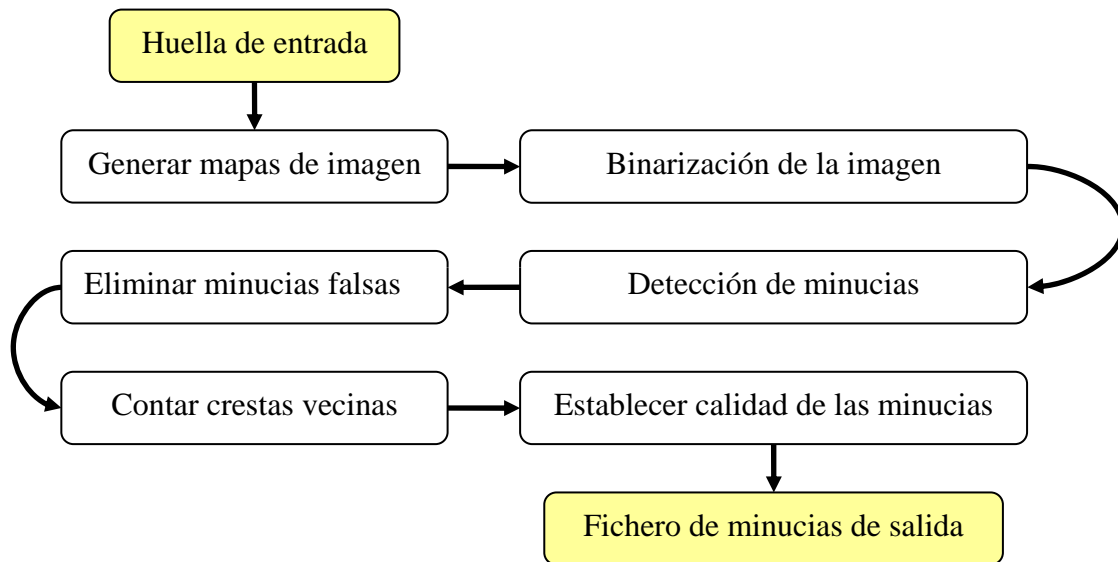 Huella de entrada
Generar mapas de imagen
Binarización de la imagen
Detección de minucias
Eliminar minucias falsas
Contar crestas vecinas
Establecer calidad de las minucias
Fichero de minucias de salida